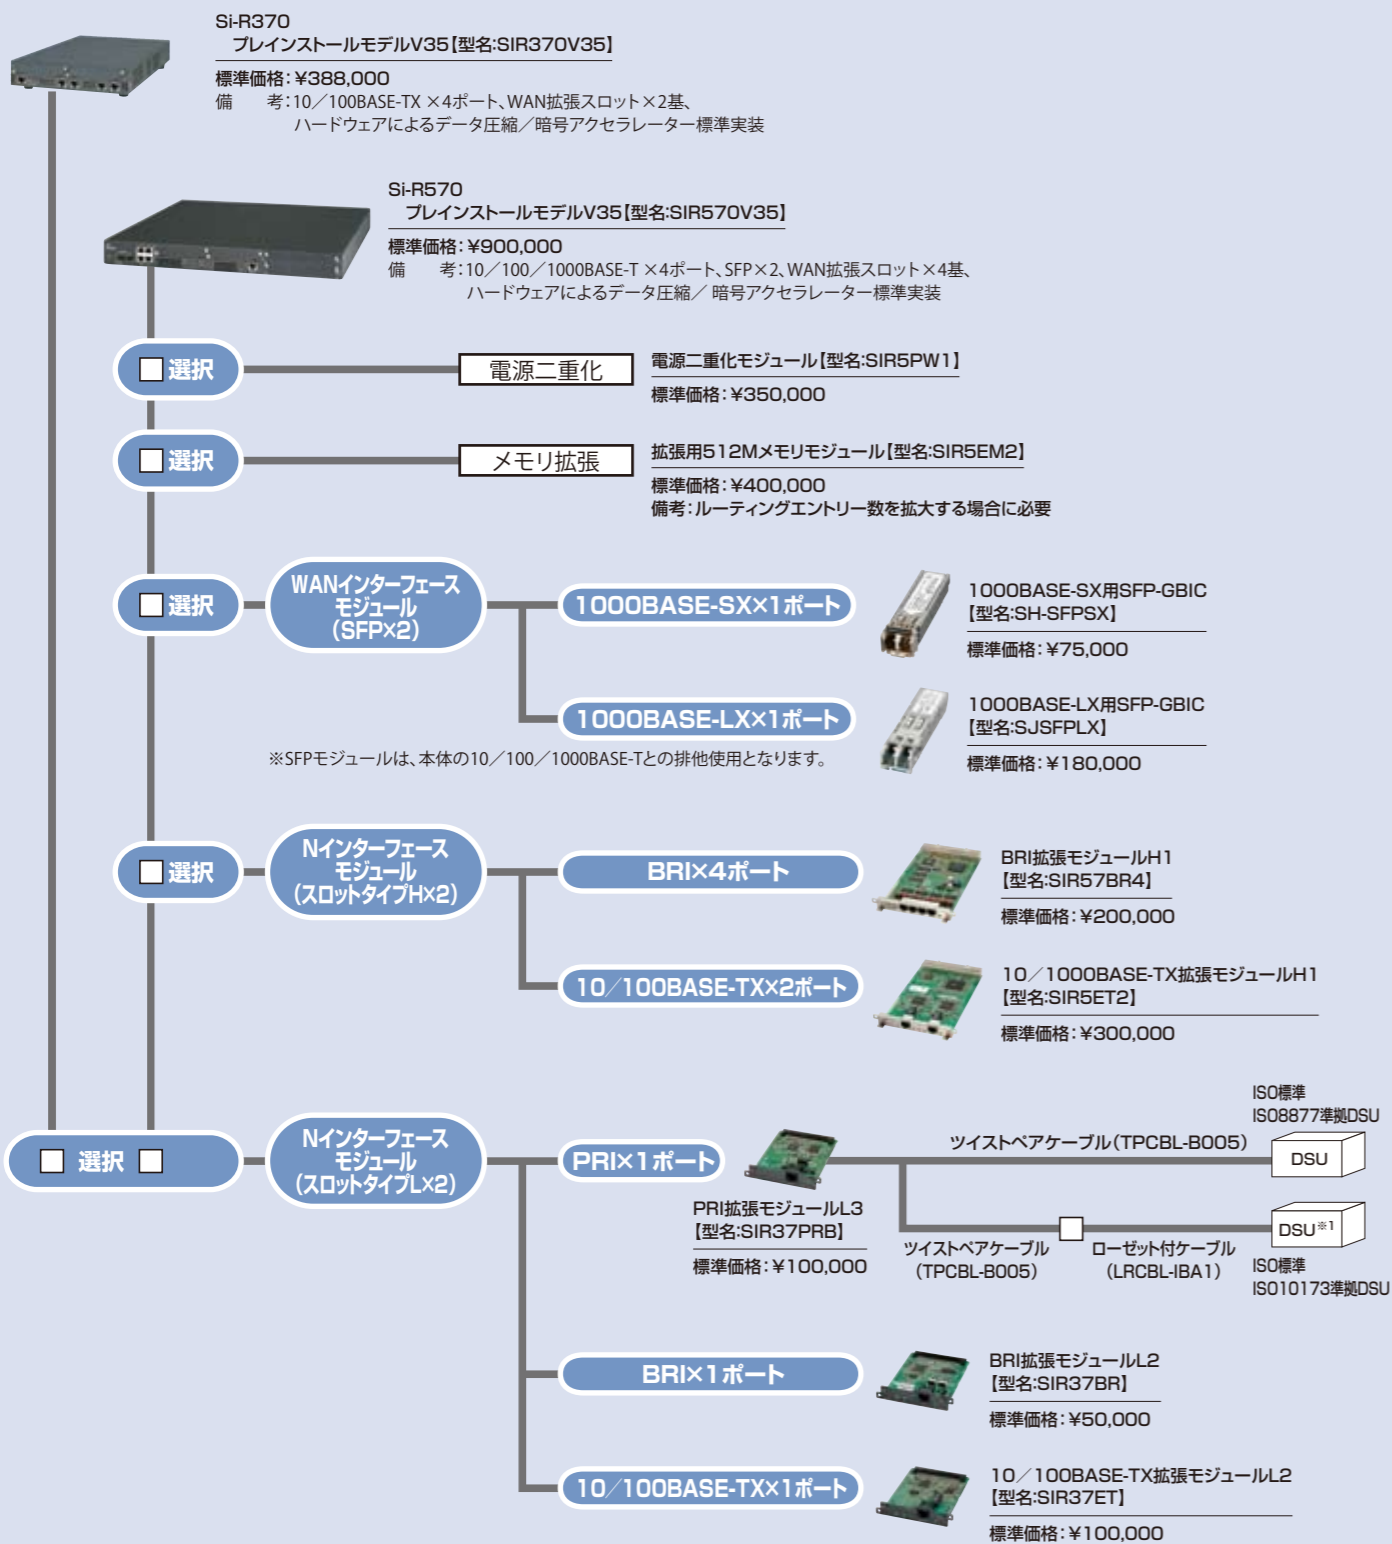 Si-R370
プレインストールモデルV35【型名:SIR370V35】
標準価格：¥388,000
備　考：10／100BASE-TX ×4ポート、WAN拡張スロット×2基、
ハードウェアによるデータ圧縮／暗号アクセラレーター標準実装
Si-R570
プレインストールモデルV35【型名:SIR570V35】
標準価格：¥900,000
備　考：10／100／1000BASE-T ×4ポート、SFP×2、WAN拡張スロット×4基、
ハードウェアによるデータ圧縮／ 暗号アクセラレーター標準実装
□選択
電源二重化
電源二重化モジュール【型名:SIR5PW1】
標準価格：¥350,000
□選択
メモリ拡張
拡張用512Mメモリモジュール【型名:SIR5EM2】
標準価格：¥400,000
備考：ルーティングエントリー数を拡大する場合に必要
□選択
WANインターフェース
モジュール
(SFP×2)
1000BASE-SX×1ポート
1000BASE-SX用SFP-GBIC
【型名:SH-SFPSX】
標準価格：¥75,000
1000BASE-LX×1ポート
1000BASE-LX用SFP-GBIC
【型名:SJSFPLX】
標準価格：¥180,000
※SFPモジュールは、本体の10／100／1000BASE-Tとの排他使用となります。
□選択
Nインターフェース
モジュール
(スロットタイプH×2)
BRI×4ポート
BRI拡張モジュールH1
【型名:SIR57BR4】
標準価格：¥200,000
10／100BASE-TX×2ポート
10／1000BASE-TX拡張モジュールH1
【型名:SIR5ET2】
標準価格：¥300,000
□ 選択 □
Nインターフェース
モジュール
(スロットタイプL×2)
PRI×1ポート
PRI拡張モジュールL3
【型名:SIR37PRB】
標準価格：¥100,000
ツイストペアケーブル(TPCBL-B005)
ISO標準
ISO8877準拠DSU
DSU
ツイストペアケーブル
(TPCBL-B005)
ローゼット付ケーブル
(LRCBL-IBA1)
DSU※1
ISO標準
ISO10173準拠DSU
BRI×1ポート
BRI拡張モジュールL2
【型名:SIR37BR】
標準価格：¥50,000
10／100BASE-TX×1ポート
10／100BASE-TX拡張モジュールL2
【型名:SIR37ET】
標準価格：¥100,000